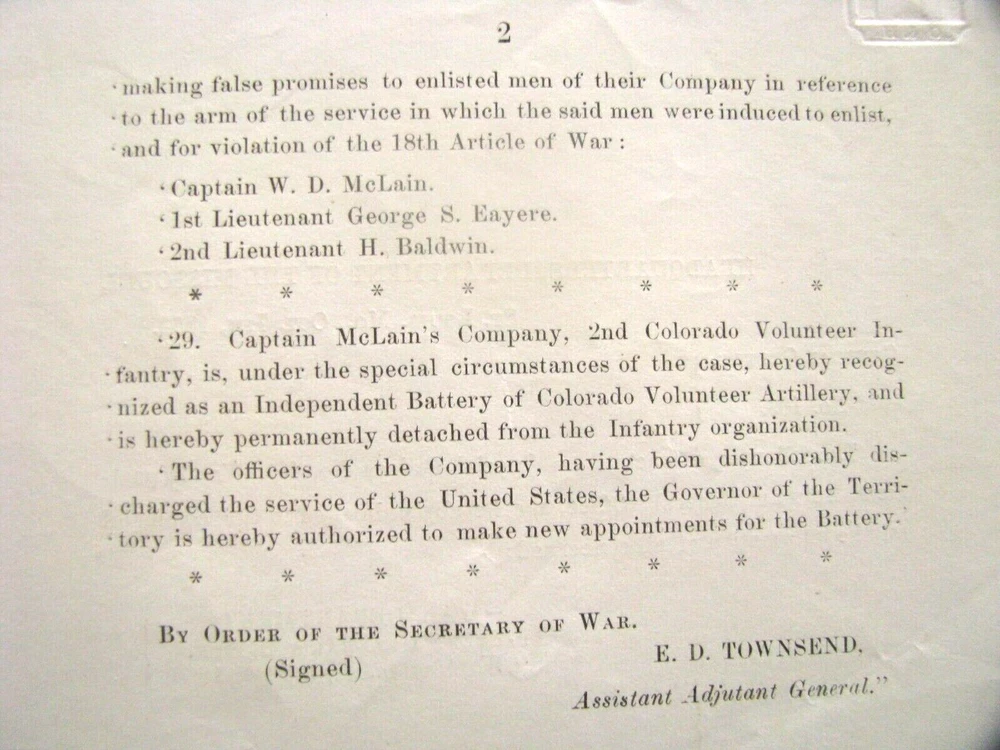 2
‘making false promises to enlisted men of their Company in reference
‘to the arm of the service in which the said men were induced to enlist,
‘and for violation of the 18th Article of War :
‘Captain W. D. McLain.
‘1st Lieutenant George S. Eayere.
‘2nd Lieutenant H. Baldwin.
* * * * * * * *
‘29. Captain McLain's Company, 2nd Colorado Volunteer In-
‘fantry, is, under the special circumstances of the case, hereby recog-
‘nized as an Independent Battery of Colorado Volunteer Artillery, and
‘is hereby permanently detached from the Infantry organization.
‘The officers of the Company, having been dishonorably dis-
‘charged the service of the United States, the Governor of the Terri-
‘tory is hereby authorized to make new appointments for the Battery.
* * * * * * * *
By Order of the Secretary of War.
(Signed)
E. D. TOWNSEND,
Assistant Adjutant General.”